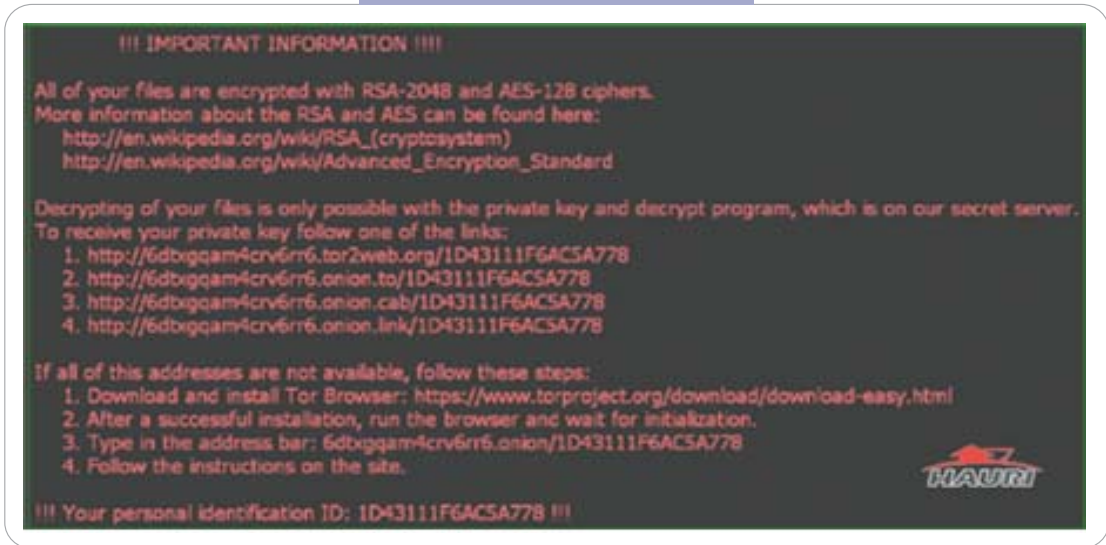 !!! IMPORTANT INFORMATION !!!!
All of your files are encrypted with RSA-2048 and AES-128 ciphers.
More information about the RSA and AES can be found here:
http://en.wikipedia.org/wiki/RSA_(cryptosystem)
http://en.wikipedia.org/wiki/Advanced_Encryption_Standard
Decrypting of your files is only possible with the private key and decrypt program, which is on our secret server.
To receive your private key follow one of the links:
1. http://6dtxgqam4crv6rr6.tor2web.org/1D43111F6AC5A778
2. http://6dtxgqam4crv6rr6.onion.to/1D43111F6AC5A778
3. http://6dtxgqam4crv6rr6.onion.cab/1D43111F6AC5A778
4. http://6dtxgqam4crv6rr6.onion.link/1D43111F6AC5A778
If all of this addresses are not available, follow these steps:
1. Download and install Tor Browser: https://www.torproject.org/download/download-easy.html
2. After a successful installation, run the browser and wait for initialization.
3. Type in the address bar: 6dtxgqam4crv6rr6.onion/1D43111F6AC5A778
4. Follow the instructions on the site.
HAURI
!!! Your personal identification ID: 1D43111F6AC5A778 !!!